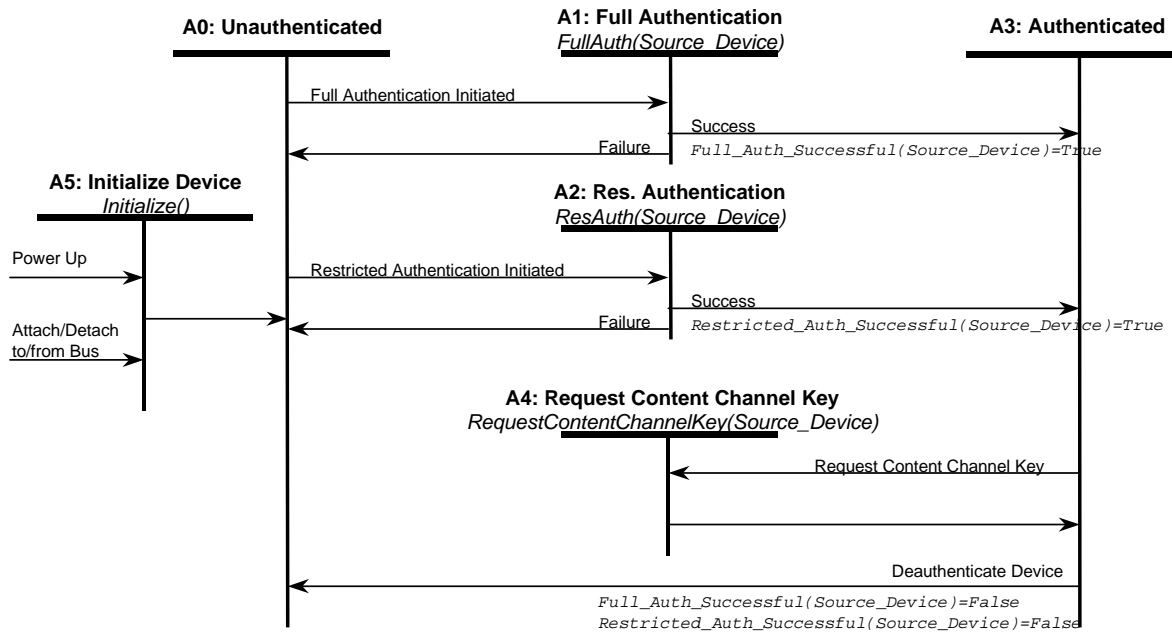 A0: Unauthenticated
A1: Full Authentication
FullAuth(Source_Device)
A3: Authenticated
Full Authentication Initiated
Success
Failure
Full_Auth_Successful(Source_Device)=True
A5: Initialize Device
Initialize()
A2: Res. Authentication
ResAuth(Source_Device)
Power Up
Restricted Authentication Initiated
Success
Failure
Restricted_Auth_Successful(Source_Device)=True
Attach/Detach
to/from Bus
A4: Request Content Channel Key
RequestContentChannelKey(Source_Device)
Request Content Channel Key
Deauthenticate Device
Full_Auth_Successful(Source_Device)=False
Restricted_Auth_Successful(Source_Device)=False